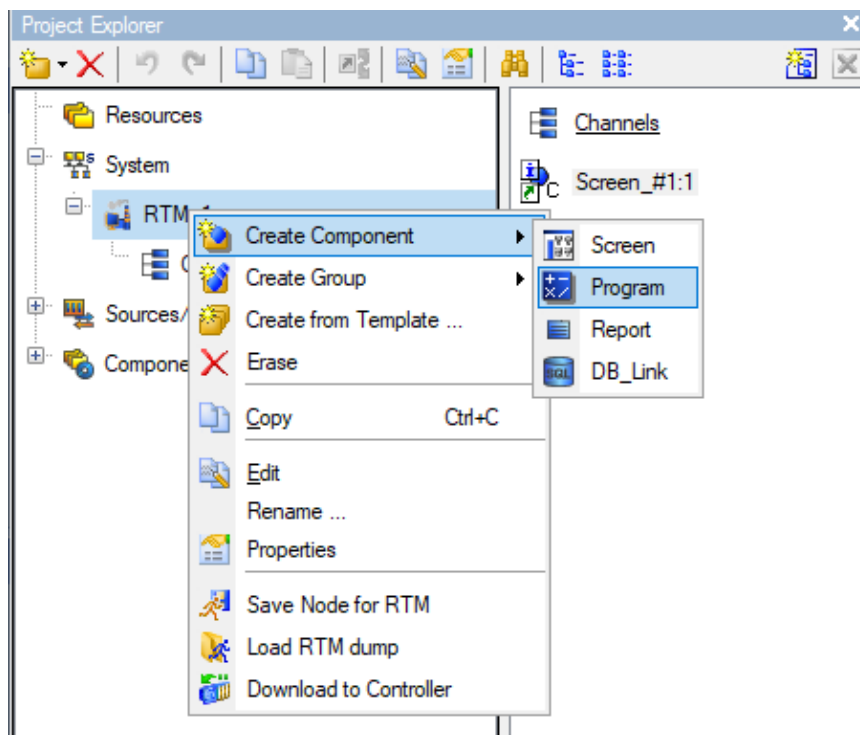 Project Explorer
Resources
Channels
System
Screen_#1:1
RTM_1
Create Component
Screen
Create Group
Program
Sources/
Create from Template ...
Report
Compone
Erase
DB_Link
Copy Ctrl+C
Edit
Rename ...
Properties
Save Node for RTM
Load RTM dump
Download to Controller